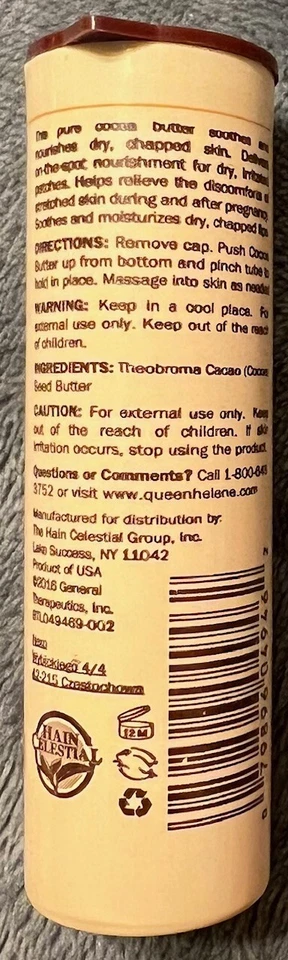 The pure cocoa butter soothes and
nourishes dry, chapped skin. Delivers
on-the-spot nourishment for dry, irritated
patches. Helps relieve the discomforts of
stretched skin during and after pregnancy.
Soothes and moisturizes dry, chapped lips.
DIRECTIONS: Remove cap. Push Cocoa
Butter up from bottom and pinch tube to
hold in place. Massage into skin as needed.
WARNING: Keep in a cool place. For
external use only. Keep out of the reach
of children.
INGREDIENTS: Theobroma Cacao (Cocoa)
Seed Butter
CAUTION: For external use only. Keep
out of the reach of children. If skin
irritation occurs, stop using the product.
Questions or Comments? Call 1-800-645-
3752 or visit www.queenhelene.com
Manufactured for distribution by:
The Hain Celestial Group, Inc.
Lake Success, NY 11042
Product of USA
©2016 General
Therapeutics, Inc.
RTL049469-002
4/4
42-215 Częstochowa
HAIN
CELESTIAL
12M